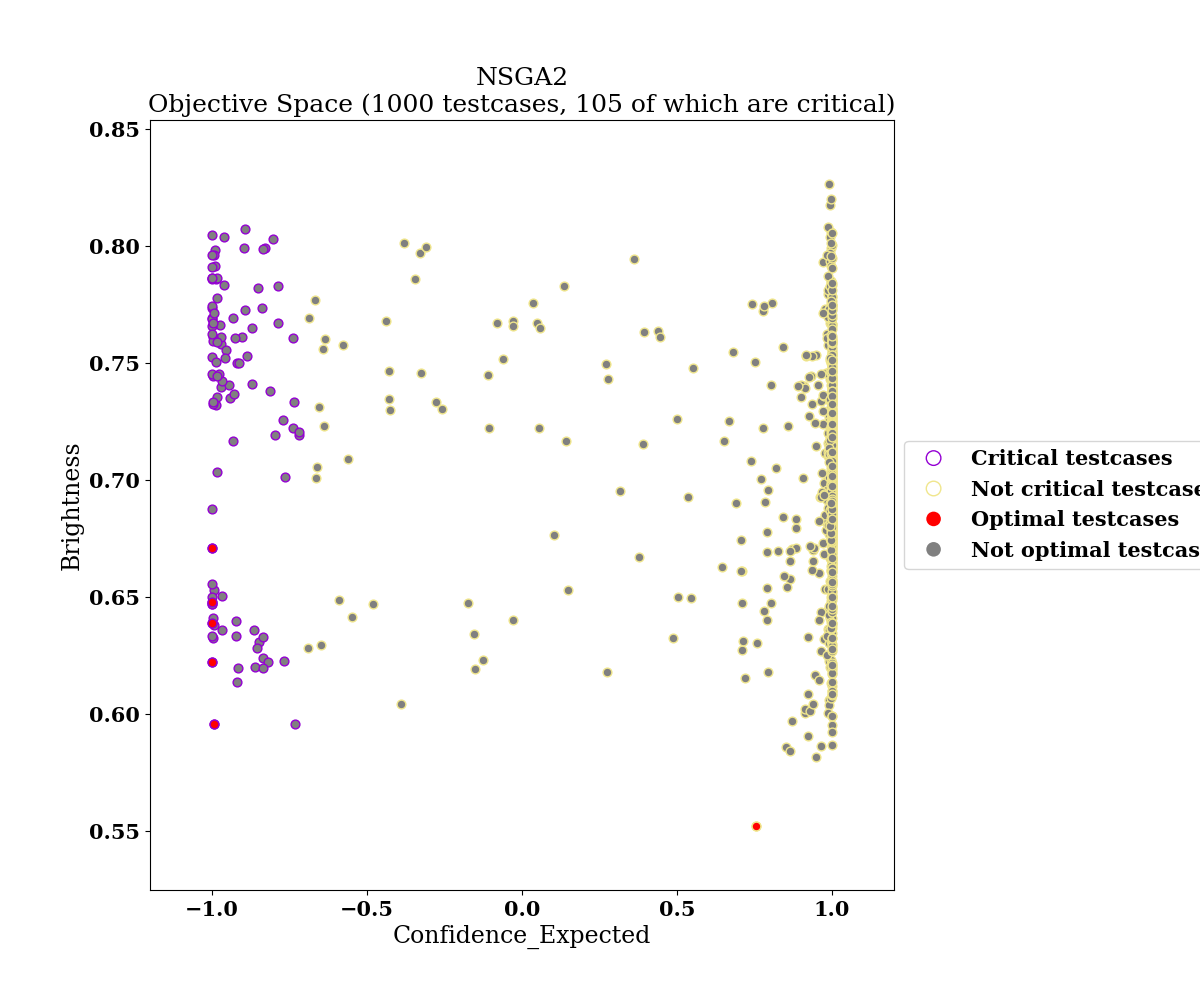 NSGA2
Objective Space (1000 testcases, 105 of which are critical)
0.85
0.80
0.75
0.70
0.65
0.60
0.55
Brightness
−1.0
−0.5
0.0
0.5
1.0
Confidence_Expected
Critical testcases
Not critical testcase
Optimal testcases
Not optimal testcas